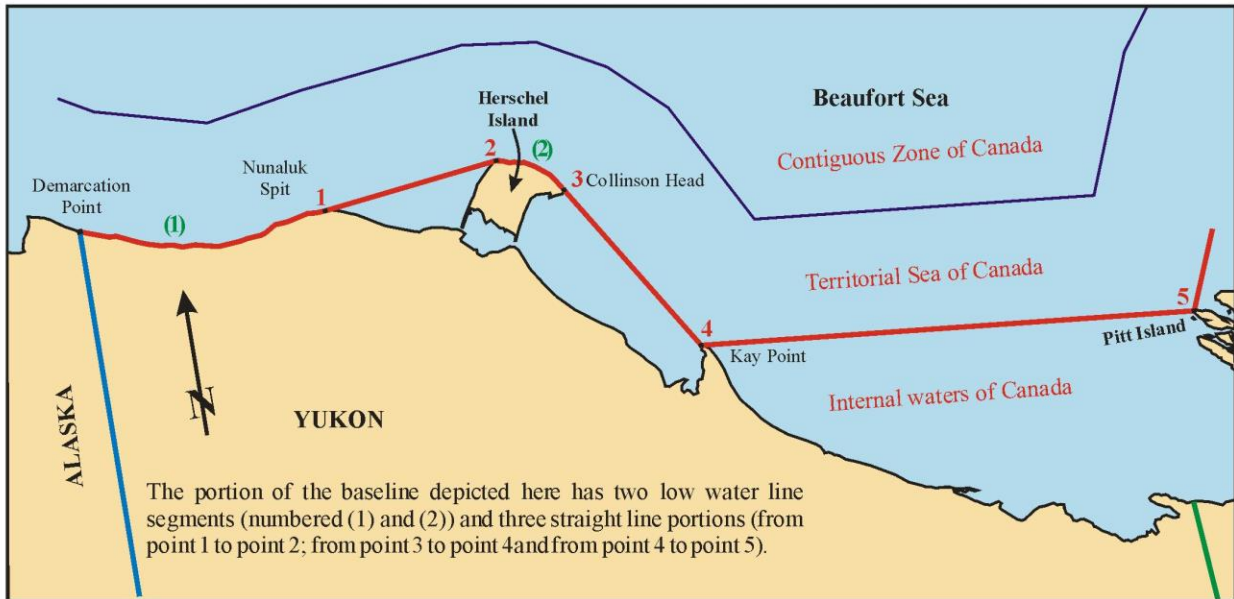 Beaufort Sea
Herschel
Island
Contiguous Zone of Canada
2
(2)
3
Collinson Head
Nunaluk
Spit
1
Demarcation
Point
(1)
Territorial Sea of Canada
5
4
Kay Point
Pitt Island
Internal waters of Canada
N
ALASKA
YUKON
The portion of the baseline depicted here has two low water line
segments (numbered (1) and (2)) and three straight line portions (from
point 1 to point 2; from point 3 to point 4and from point 4 to point 5).